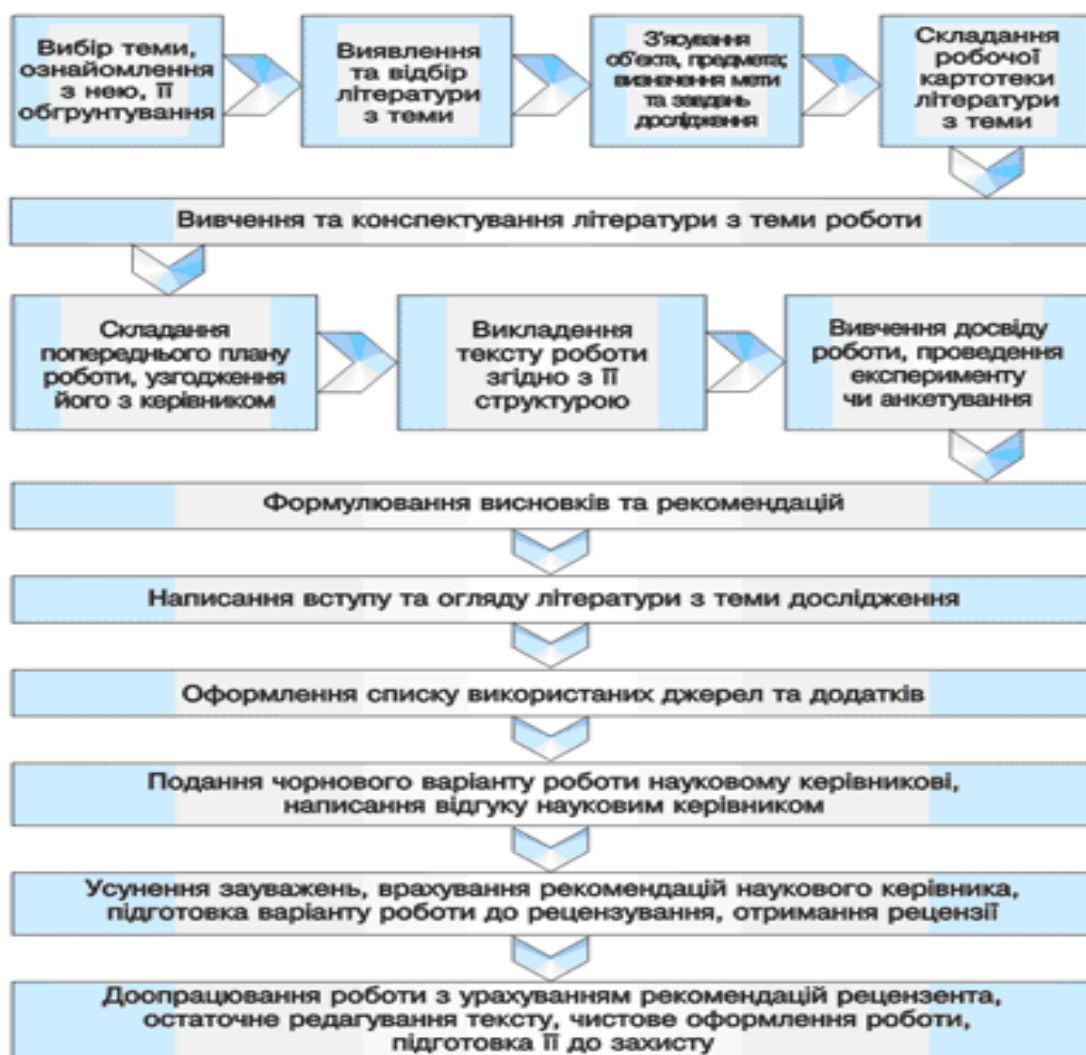 Вибір теми,
ознайомлення
з нею, її
обгрунтування
Виявлення
та відбір
літератури
з теми
З'ясування
об'єкта, предмета;
визначення мети
та завдань
дослідження
Складання
робочої
картотеки
літератури
з теми
Вивчення та конспектування літератури з теми роботи
Складання
попереднього плану
роботи, узгодження
його з керівником
Викладення
тексту роботи
згідно з її
структурою
Вивчення досвіду
роботи, проведення
експерименту
чи анкетування
Формулювання висновків та рекомендацій
Написання вступу та огляду літератури з теми дослідження
Оформлення списку використаних джерел та додатків
Подання чорнового варіанту роботи науковому керівникові,
написання відгуку науковим керівником
Усунення зауважень, врахування рекомендацій наукового керівника,
підготовка варіанту роботи до рецензування, отримання рецензії
Доопрацювання роботи з урахуванням рекомендацій рецензента,
остаточне редагування тексту, чистове оформлення роботи,
підготовка її до захисту